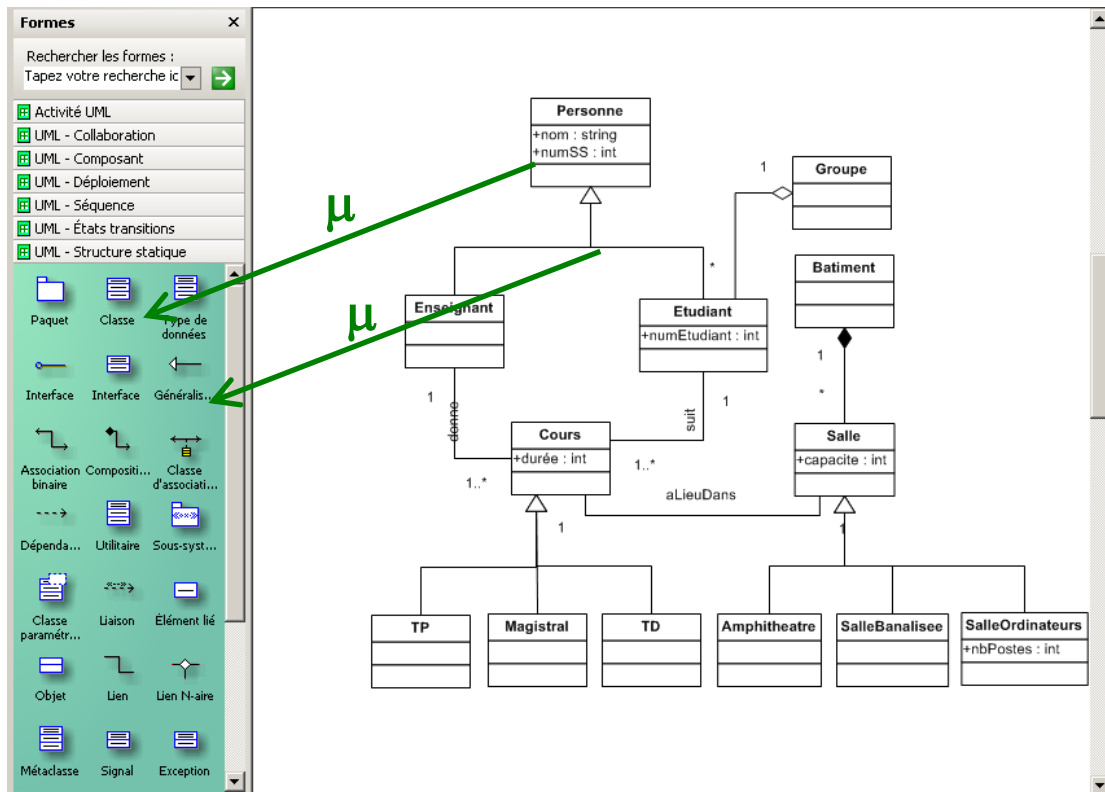 Formes
Rechercher les formes :
Tapez votre recherche ic
Activité UML
UML - Collaboration
UML - Composant
UML - Déploiement
UML - Séquence
UML - États transitions
UML - Structure statique
Paquet
Classe
Type de
données
Interface
Interface
Généralis...
Association
binaire
Compositi...
Classe
d'associati...
Dépenda...
Utilitaire
Sous-syst...
Classe
paramétr...
Liaison
Élément lié
Objet
Lien
Lien N-aire
Métaclasse
Signal
Exception
μ
μ
Personne
+nom : string
+numSS : int
1
Groupe
*
Batiment
Enseignant
Etudiant
+numEtudiant : int
1
*
1
donne
1..*
1
suit
1..*
Cours
+durée : int
Salle
+capacite : int
aLieuDans
1
1
TP
Magistral
TD
Amphitheatre
SalleBanalisee
SalleOrdinateurs
+nbPostes : int